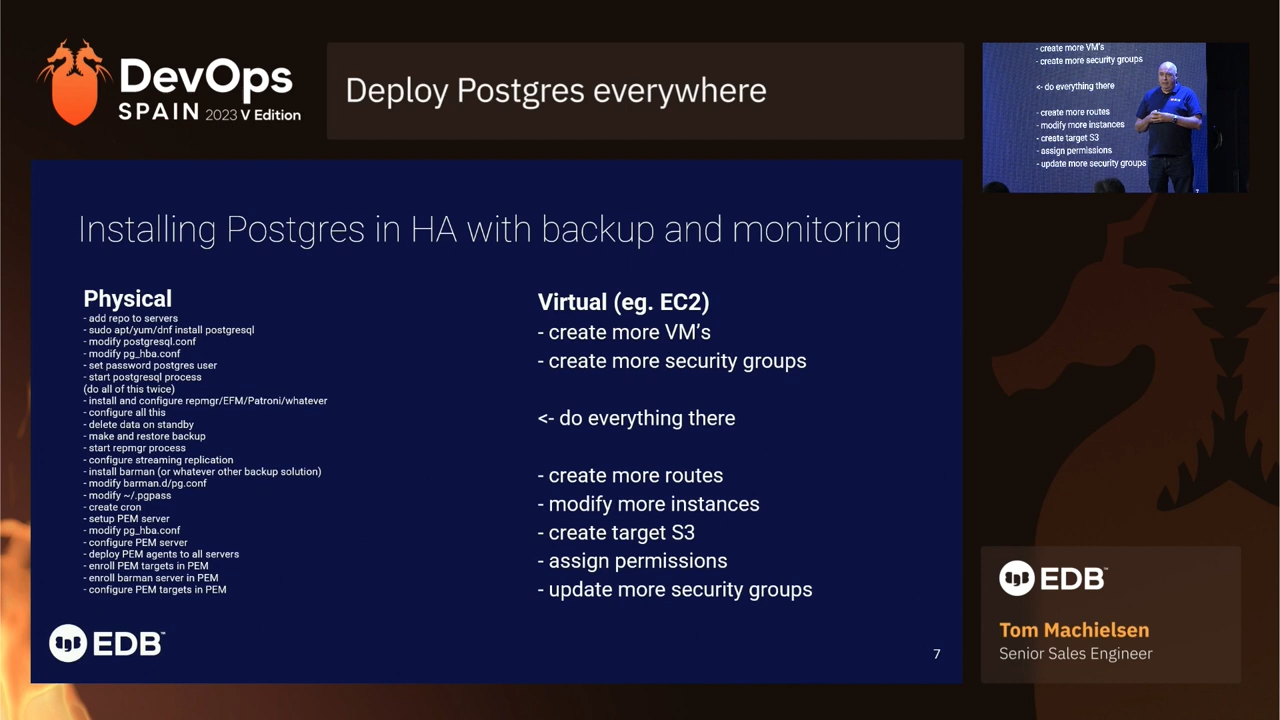 DevOps
SPAIN 2023 V Edition
Deploy Postgres everywhere
- create more VM's
- create more security groups
<- do everything there
- create more routes
- modify more instances
- create target S3
- assign permissions
- update more security groups
Installing Postgres in HA with backup and monitoring
Physical
- add repo to servers
- sudo apt/yum/dnf install postgresql
- modify postgresql.conf
- modify pg_hba.conf
- set password postgres user
- start postgresql process
(do all of this twice)
- install and configure repmgr/EFM/Patroni/whatever
- configure all this
- delete data on standby
- make and restore backup
- start repmgr process
- configure streaming replication
- install barman (or whatever other backup solution)
- modify barman.d/pg.conf
- modify ~/.pgpass
- create cron
- setup PEM server
- modify pg_hba.conf
- configure PEM server
- deploy PEM agents to all servers
- enroll PEM targets in PEM
- enroll barman server in PEM
- configure PEM targets in PEM
Virtual (eg. EC2)
- create more VM's
- create more security groups
<- do everything there
- create more routes
- modify more instances
- create target S3
- assign permissions
- update more security groups
EDB™
7
EDB™
Tom Machielsen
Senior Sales Engineer